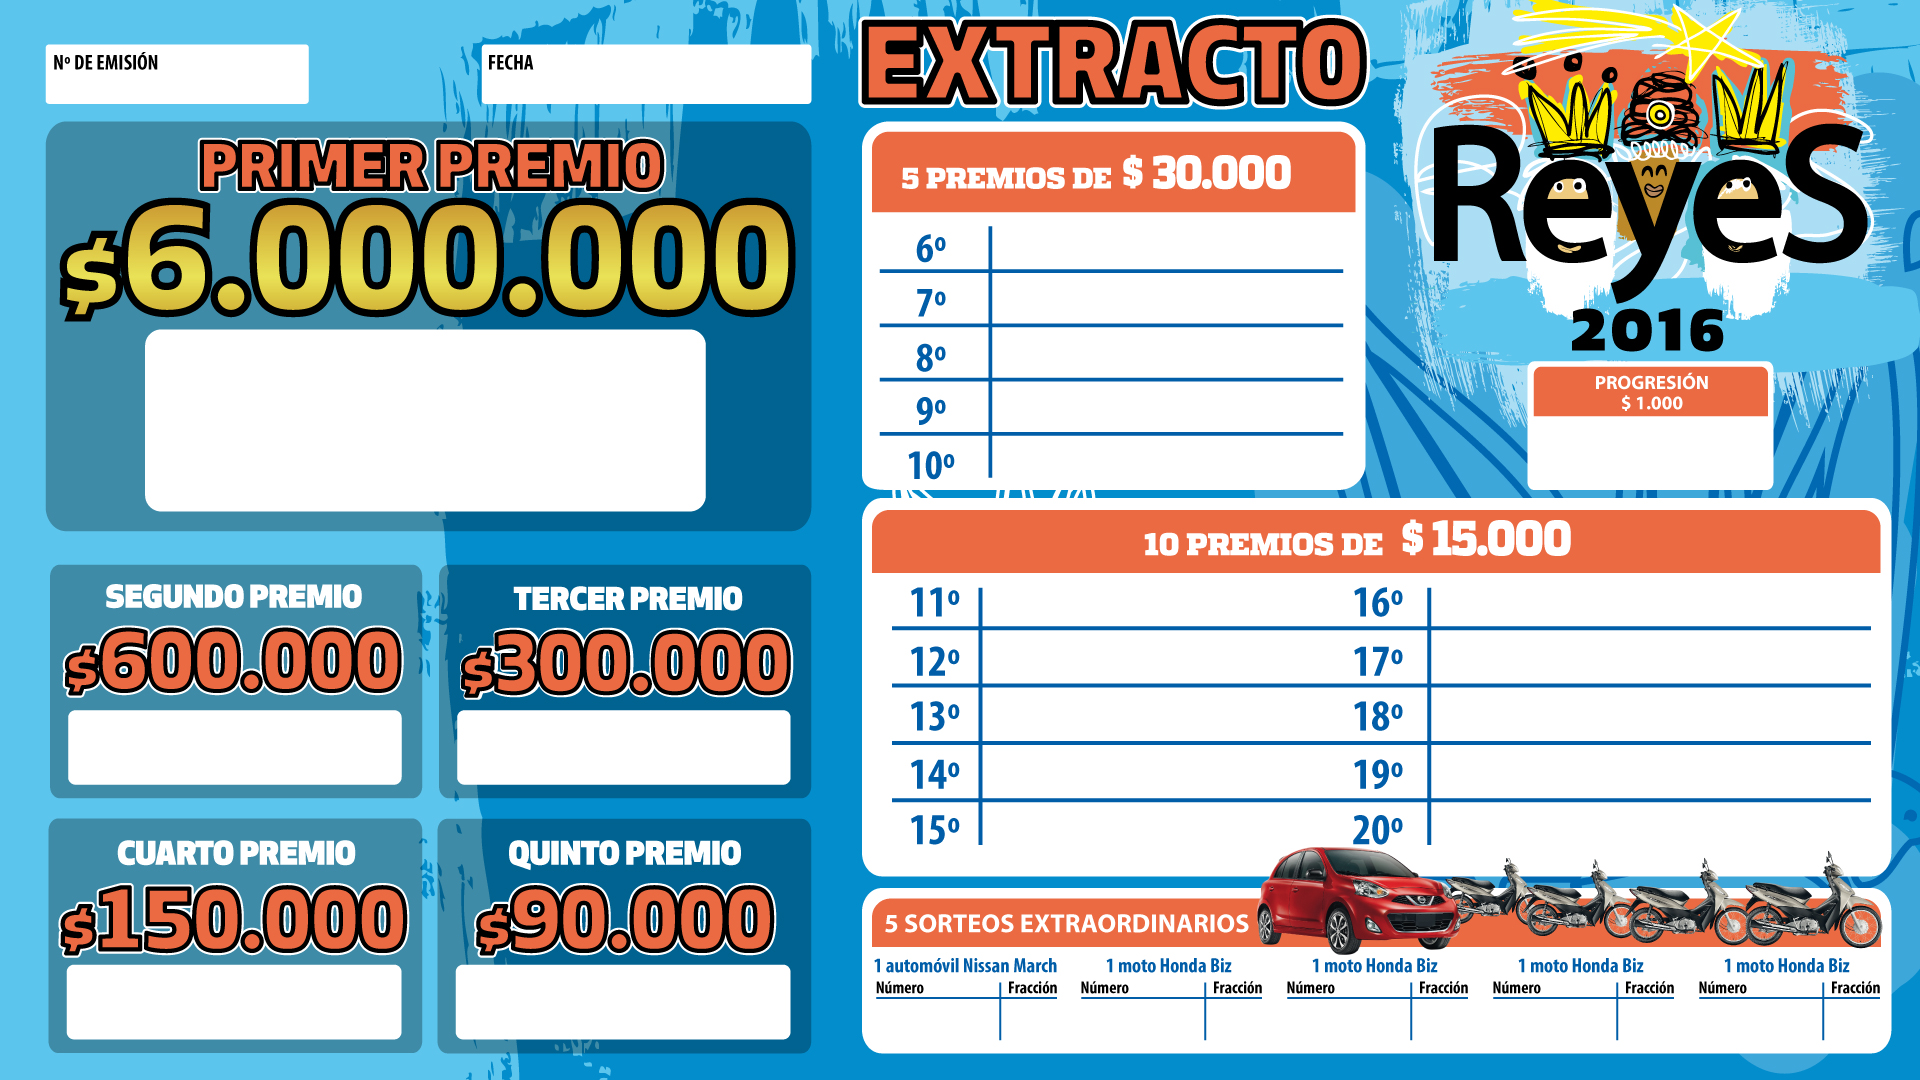 Nº DE EMISIÓN
FECHA
PRIMER PREMIO
$6.000.000
SEGUNDO PREMIO
$600.000
TERCER PREMIO
$300.000
CUARTO PREMIO
$150.000
QUINTO PREMIO
$90.000
EXTRACTO
5 PREMIOS DE $ 30.000
6º
7º
8º
9º
10º
ReyeS
2016
PROGRESIÓN
$ 1.000
10 PREMIOS DE $ 15.000
11º
12º
13º
14º
15º
16º
17º
18º
19º
20º
5 SORTEOS EXTRAORDINARIOS
1 automóvil Nissan March
Número Fracción
1 moto Honda Biz
Número Fracción
1 moto Honda Biz
Número Fracción
1 moto Honda Biz
Número Fracción
1 moto Honda Biz
Número Fracción